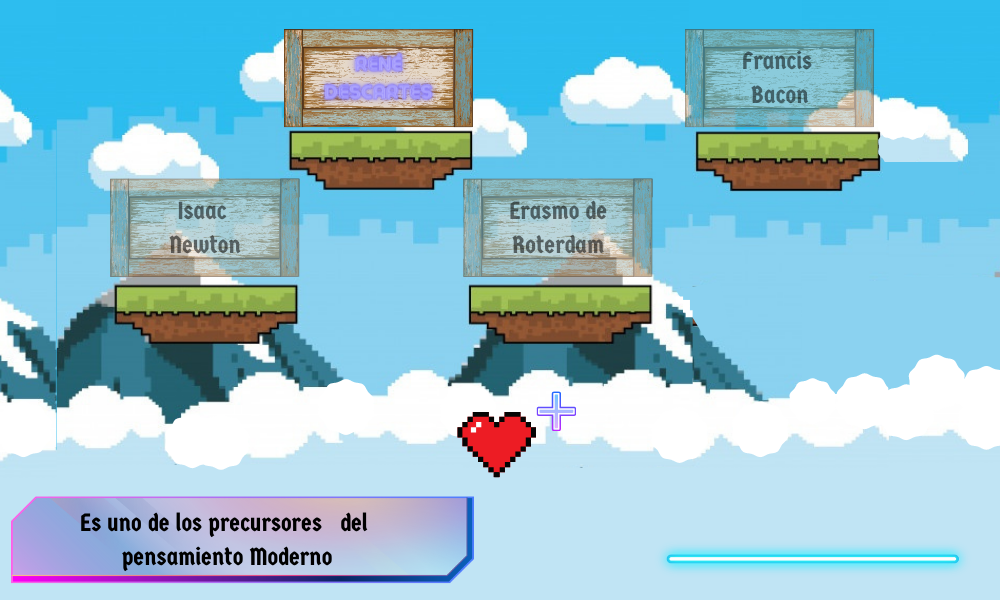 RENÉ
DESCARTES
Francis
Bacon
Isaac
Newton
Erasmo de
Roterdam
Es uno de los precursores del
pensamiento Moderno